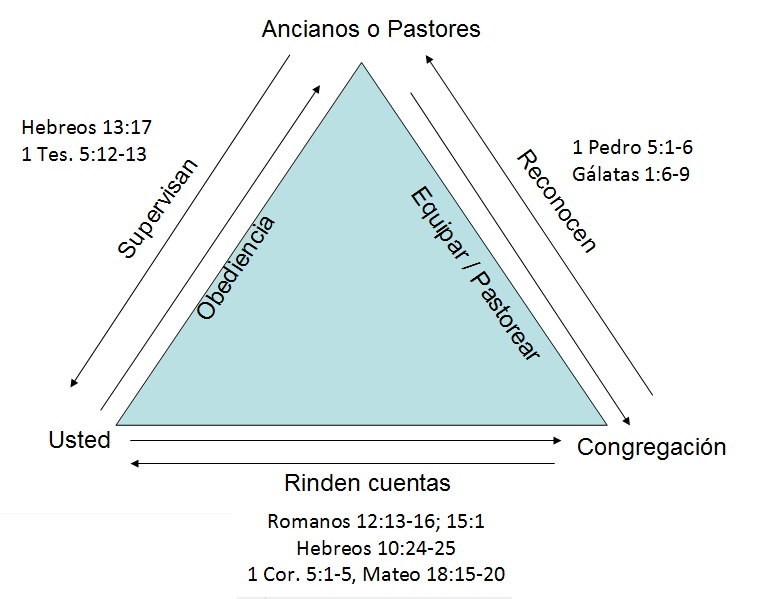 Ancianos o Pastores
Hebreos 13:17
1 Tes. 5:12-13
Supervisan
Obediencia
Equipar / Pastorear
Reconocen
1 Pedro 5:1-6
Gálatas 1:6-9
Usted
Congregación
Rinden cuentas
Romanos 12:13-16; 15:1
Hebreos 10:24-25
1 Cor. 5:1-5, Mateo 18:15-20